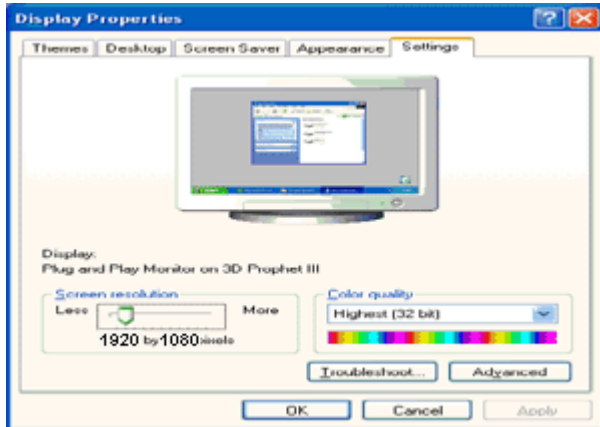 Display Properties
Themes Desktop Screen Saver Appearance Settings
Display:
Plug and Play Monitor on 3D Prophet III
Screen resolution
Less More
1920 by 1080 pixels
Color quality
Highest (32 bit)
Troubleshoot... Advanced
OK Cancel Apply